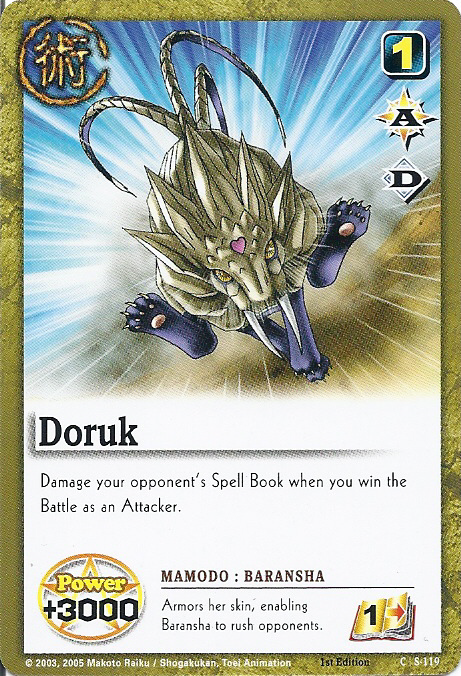 術
1
A
D
Doruk
Damage your opponent's Spell Book when you win the
Battle as an Attacker.
Power
+3000
MAMODO : BARANSHA
Armors her skin, enabling
Baransha to rush opponents.
1
© 2003, 2005 Makoto Raiku / Shogakukan, Toei Animation
1st Edition
C S-119